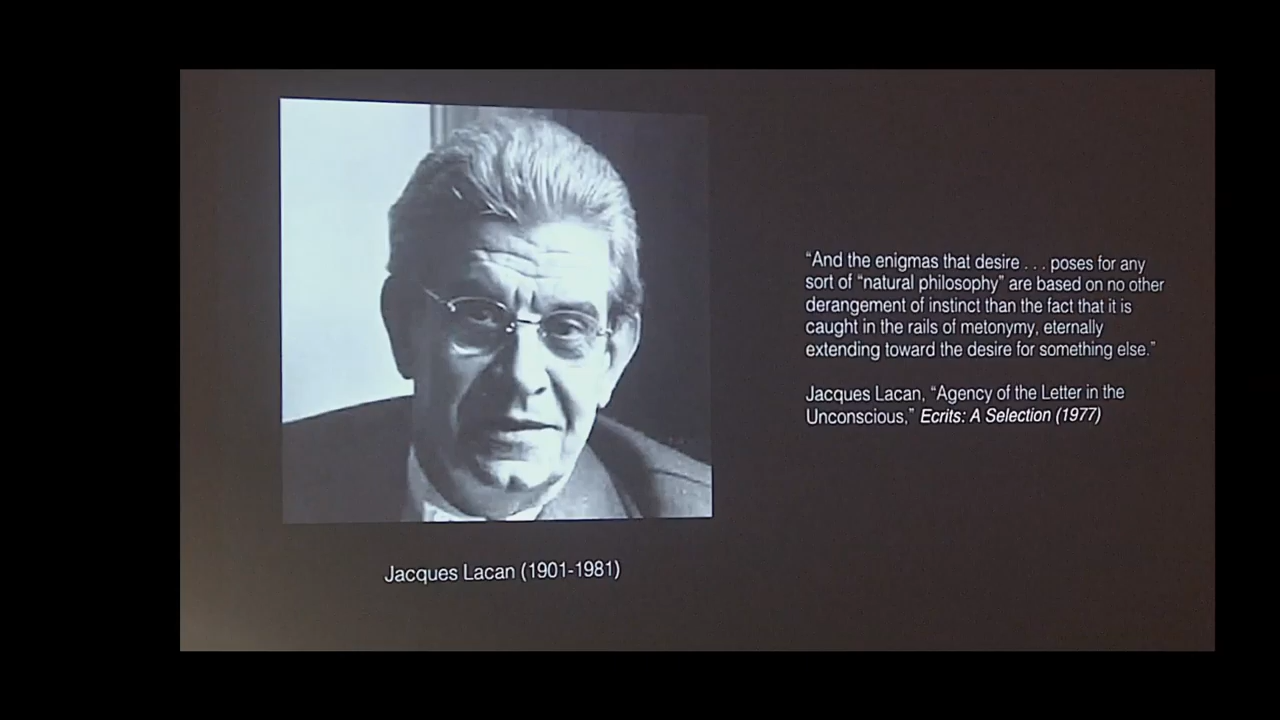 “And the enigmas that desire . . . poses for any
sort of “natural philosophy” are based on no other
derangement of instinct than the fact that it is
caught in the rails of metonymy, eternally
extending toward the desire for something else.”
Jacques Lacan, “Agency of the Letter in the
Unconscious,” Ecrits: A Selection (1977)
Jacques Lacan (1901-1981)